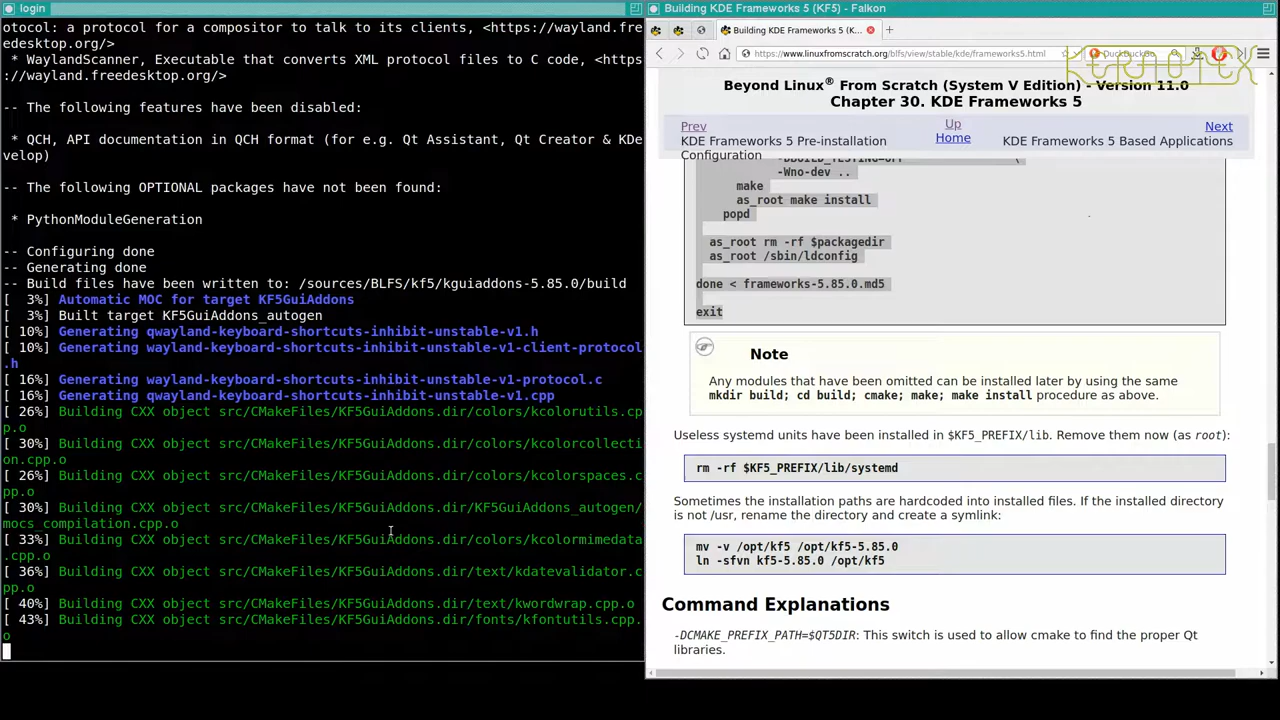 login
otocol: a protocol for a compositor to talk to its clients, <https://wayland.fre
edesktop.org/>
 * WaylandScanner, Executable that converts XML protocol files to C code, <https
://wayland.freedesktop.org/>
-- The following features have been disabled:
 * QCH, API documentation in QCH format (for e.g. Qt Assistant, Qt Creator & KDe
velop)
-- The following OPTIONAL packages have not been found:
 * PythonModuleGeneration
-- Configuring done
-- Generating done
-- Build files have been written to: /sources/BLFS/kf5/kguiaddons-5.85.0/build
[  3%] Automatic MOC for target KF5GuiAddons
[  3%] Built target KF5GuiAddons_autogen
[ 10%] Generating qwayland-keyboard-shortcuts-inhibit-unstable-v1.h
[ 10%] Generating wayland-keyboard-shortcuts-inhibit-unstable-v1-client-protocol
.h
[ 16%] Generating wayland-keyboard-shortcuts-inhibit-unstable-v1-protocol.c
[ 16%] Generating qwayland-keyboard-shortcuts-inhibit-unstable-v1.cpp
[ 26%] Building CXX object src/CMakeFiles/KF5GuiAddons.dir/colors/kcolorutils.cp
p.o
[ 30%] Building CXX object src/CMakeFiles/KF5GuiAddons.dir/colors/kcolorcollecti
on.cpp.o
[ 26%] Building CXX object src/CMakeFiles/KF5GuiAddons.dir/colors/kcolorspaces.c
pp.o
[ 30%] Building CXX object src/CMakeFiles/KF5GuiAddons.dir/KF5GuiAddons_autogen/
mocs_compilation.cpp.o
[ 33%] Building CXX object src/CMakeFiles/KF5GuiAddons.dir/colors/kcolormimedata
.cpp.o
[ 36%] Building CXX object src/CMakeFiles/KF5GuiAddons.dir/text/kdatevalidator.c
pp.o
[ 40%] Building CXX object src/CMakeFiles/KF5GuiAddons.dir/text/kwordwrap.cpp.o
[ 43%] Building CXX object src/CMakeFiles/KF5GuiAddons.dir/fonts/kfontutils.cpp.
o
Building KDE Frameworks 5 (KF5) - Falkon
Building KDE Frameworks 5 (K...
https://www.linuxfromscratch.org/blfs/view/stable/kde/frameworks5.html
Beyond Linux® From Scratch (System V Edition) - Version 11.0
Chapter 30. KDE Frameworks 5
Prev
Up
Next
KDE Frameworks 5 Pre-installation Configuration
Home
KDE Frameworks 5 Based Applications
-DBUILD_TESTING=OFF \
-Wno-dev ..
make
as_root make install
popd
as_root rm -rf $packagedir
as_root /sbin/ldconfig
done < frameworks-5.85.0.md5
exit
Note
Any modules that have been omitted can be installed later by using the same
mkdir build; cd build; cmake; make; make install procedure as above.
Useless systemd units have been installed in $KF5_PREFIX/lib. Remove them now (as root):
rm -rf $KF5_PREFIX/lib/systemd
Sometimes the installation paths are hardcoded into installed files. If the installed directory
is not /usr, rename the directory and create a symlink:
mv -v /opt/kf5 /opt/kf5-5.85.0
ln -sfvn kf5-5.85.0 /opt/kf5
Command Explanations
-DCMAKE_PREFIX_PATH=$QT5DIR: This switch is used to allow cmake to find the proper Qt
libraries.